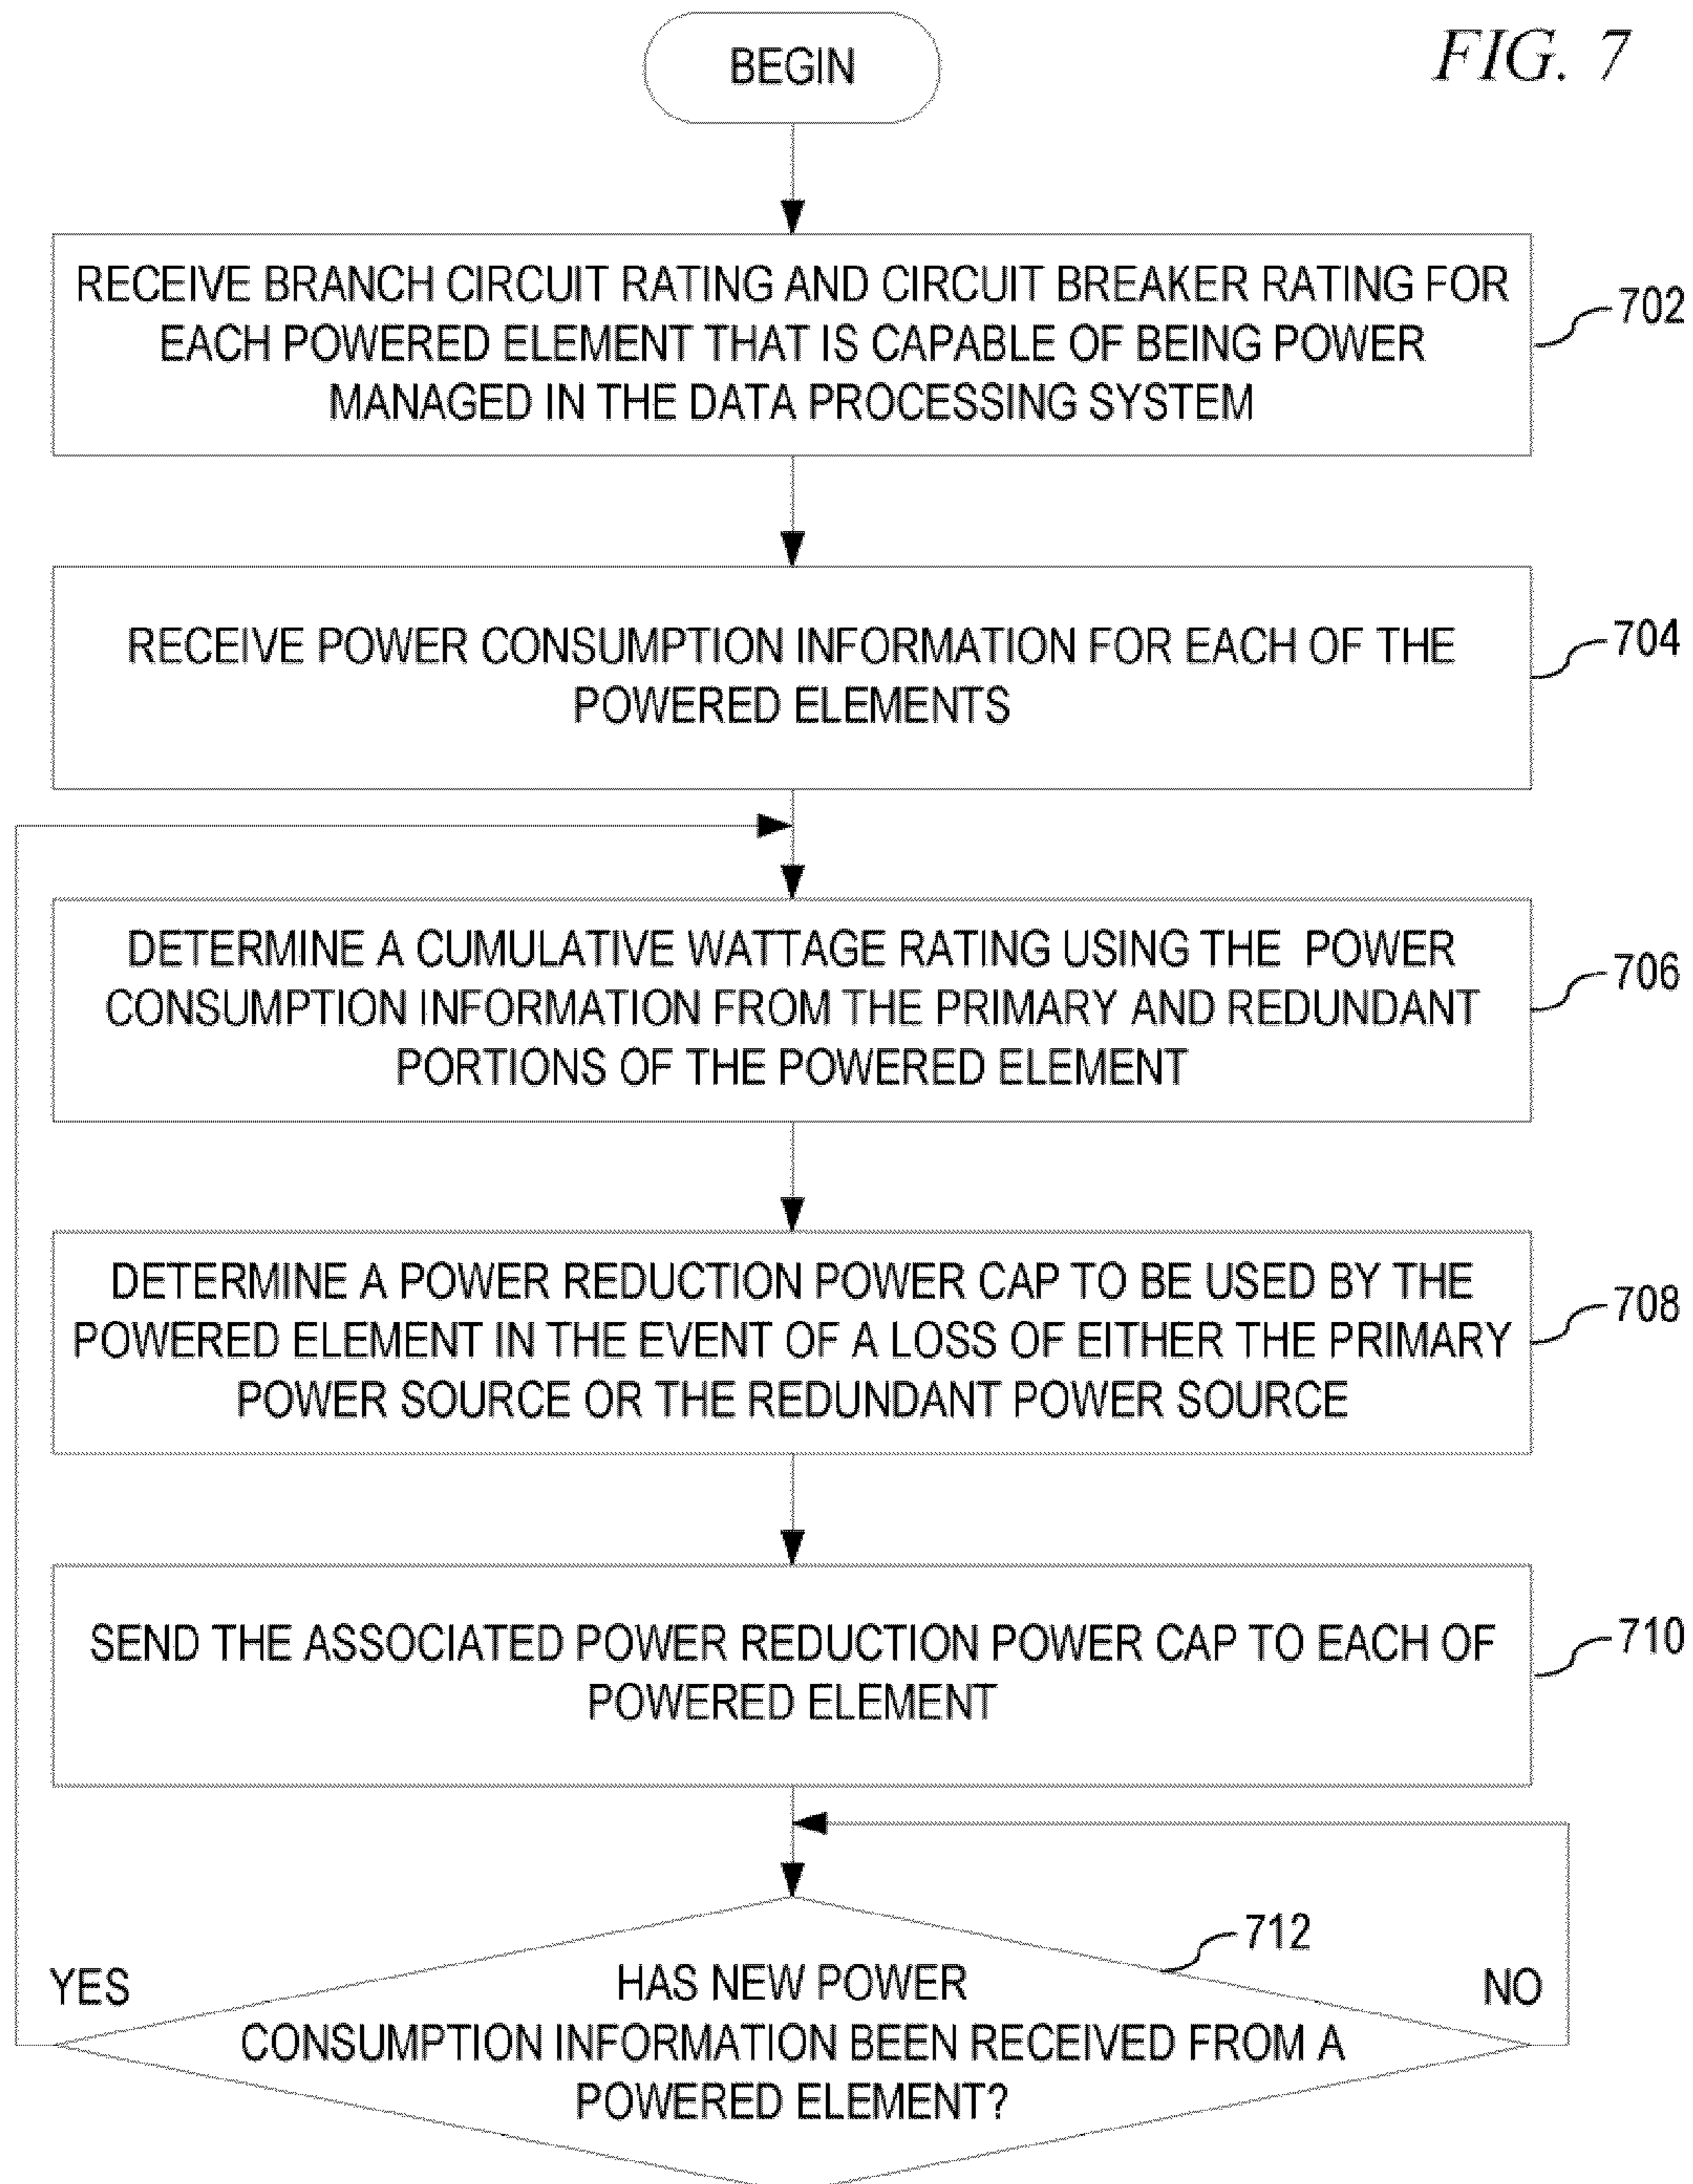 FIG. 7
BEGIN
RECEIVE BRANCH CIRCUIT RATING AND CIRCUIT BREAKER RATING FOR
EACH POWERED ELEMENT THAT IS CAPABLE OF BEING POWER
MANAGED IN THE DATA PROCESSING SYSTEM
702
RECEIVE POWER CONSUMPTION INFORMATION FOR EACH OF THE
POWERED ELEMENTS
704
DETERMINE A CUMULATIVE WATTAGE RATING USING THE POWER
CONSUMPTION INFORMATION FROM THE PRIMARY AND REDUNDANT
PORTIONS OF THE POWERED ELEMENT
706
DETERMINE A POWER REDUCTION POWER CAP TO BE USED BY THE
POWERED ELEMENT IN THE EVENT OF A LOSS OF EITHER THE PRIMARY
POWER SOURCE OR THE REDUNDANT POWER SOURCE
708
SEND THE ASSOCIATED POWER REDUCTION POWER CAP TO EACH OF
POWERED ELEMENT
710
712
YES
HAS NEW POWER
CONSUMPTION INFORMATION BEEN RECEIVED FROM A
POWERED ELEMENT?
NO